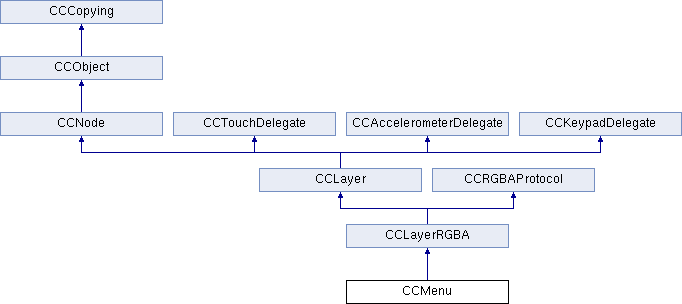 CCCopying
CCObject
CCNode
CCTouchDelegate
CCAccelerometerDelegate
CCKeypadDelegate
CCLayer
CCRGBAProtocol
CCLayerRGBA
CCMenu